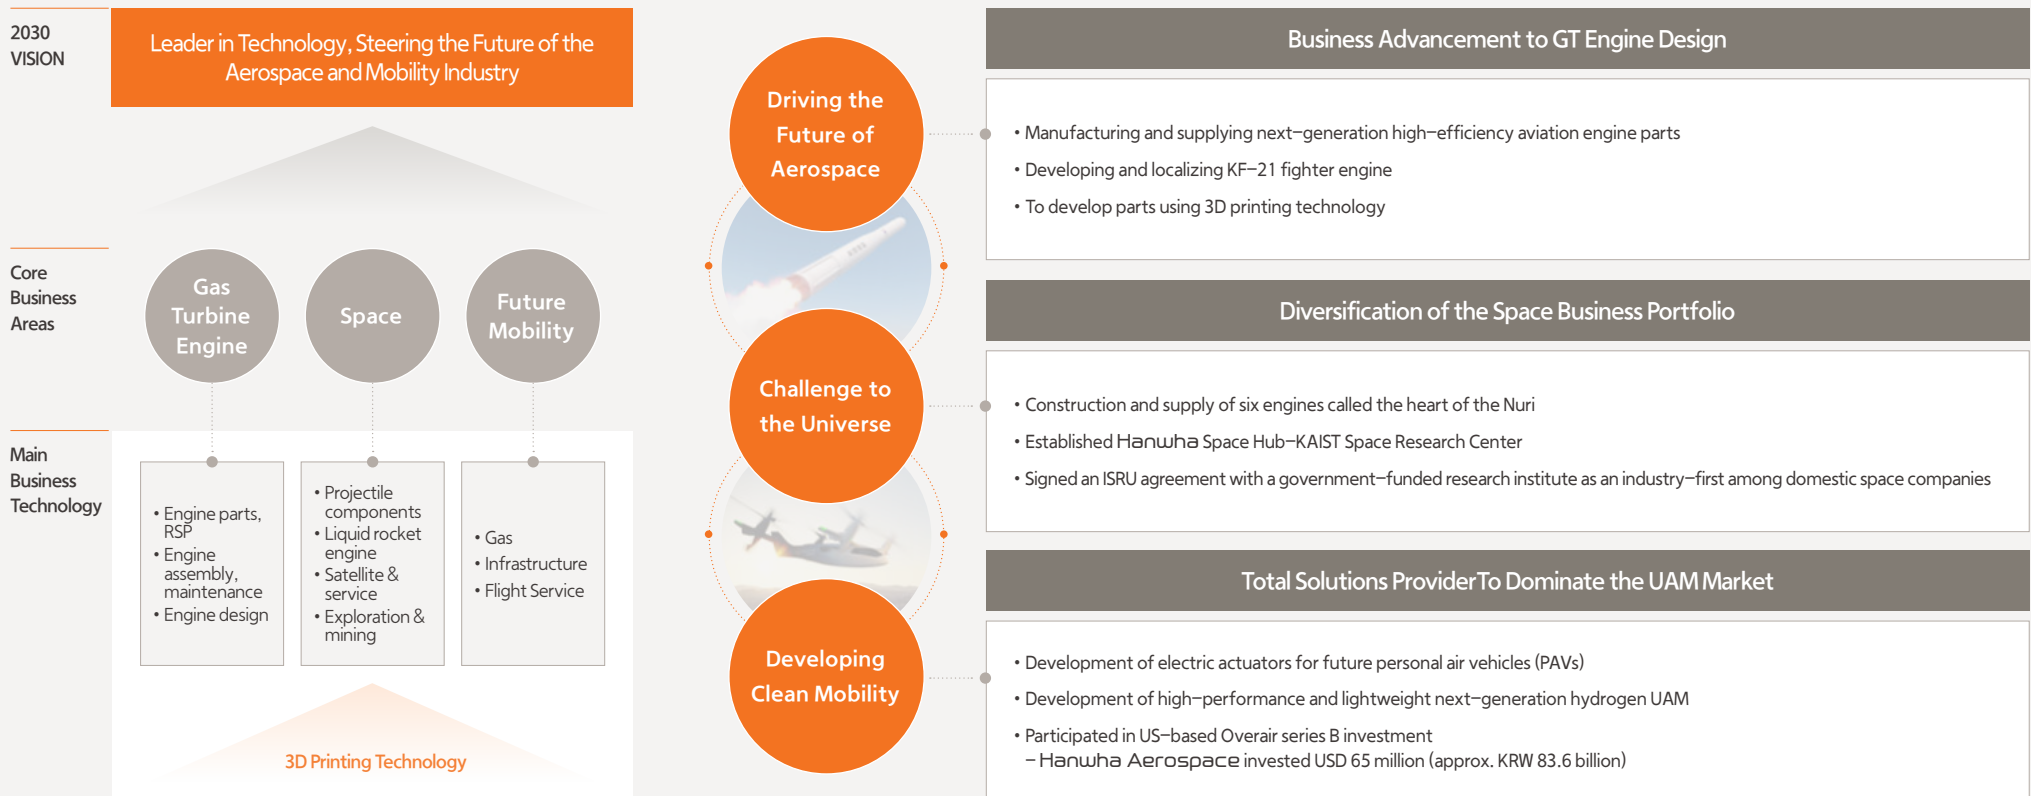 2030
VISION
Leader in Technology, Steering the Future of the
Aerospace and Mobility Industry
Core
Business
Areas
Gas
Turbine
Engine
Space
Future
Mobility
Main
Business
Technology
• Engine parts,
RSP
• Engine
assembly,
maintenance
• Engine design
• Projectile
components
• Liquid rocket
engine
• Satellite &
service
• Exploration &
mining
• Gas
• Infrastructure
• Flight Service
3D Printing Technology
Driving the
Future of
Aerospace
Business Advancement to GT Engine Design
• Manufacturing and supplying next-generation high-efficiency aviation engine parts
• Developing and localizing KF-21 fighter engine
• To develop parts using 3D printing technology
Challenge to
the Universe
Diversification of the Space Business Portfolio
• Construction and supply of six engines called the heart of the Nuri
• Established Hanwha Space Hub-KAIST Space Research Center
• Signed an ISRU agreement with a government-funded research institute as an industry-first among domestic space companies
Developing
Clean Mobility
Total Solutions ProviderTo Dominate the UAM Market
• Development of electric actuators for future personal air vehicles (PAVs)
• Development of high-performance and lightweight next-generation hydrogen UAM
• Participated in US-based Overair series B investment
- Hanwha Aerospace invested USD 65 million (approx. KRW 83.6 billion)